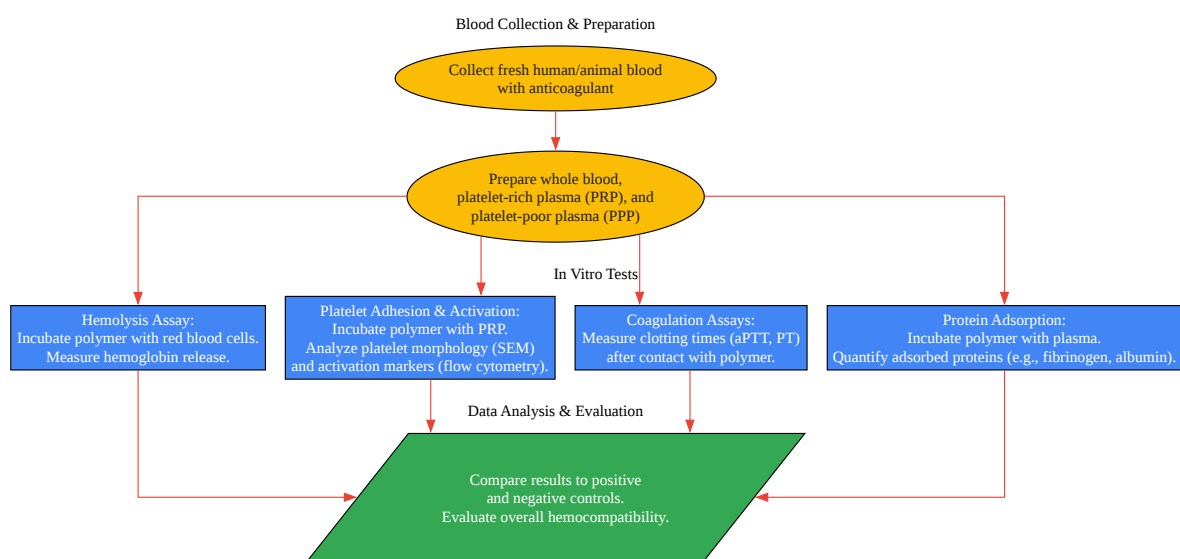 Blood Collection & Preparation
Collect fresh human/animal blood
with anticoagulant
Prepare whole blood,
platelet-rich plasma (PRP), and
platelet-poor plasma (PPP)
In Vitro Tests
Hemolysis Assay:
Incubate polymer with red blood cells.
Measure hemoglobin release.
Platelet Adhesion & Activation:
Incubate polymer with PRP.
Analyze platelet morphology (SEM)
and activation markers (flow cytometry).
Coagulation Assays:
Measure clotting times (aPTT, PT)
after contact with polymer.
Protein Adsorption:
Incubate polymer with plasma.
Quantify adsorbed proteins (e.g., fibrinogen, albumin).
Data Analysis & Evaluation
Compare results to positive
and negative controls.
Evaluate overall hemocompatibility.